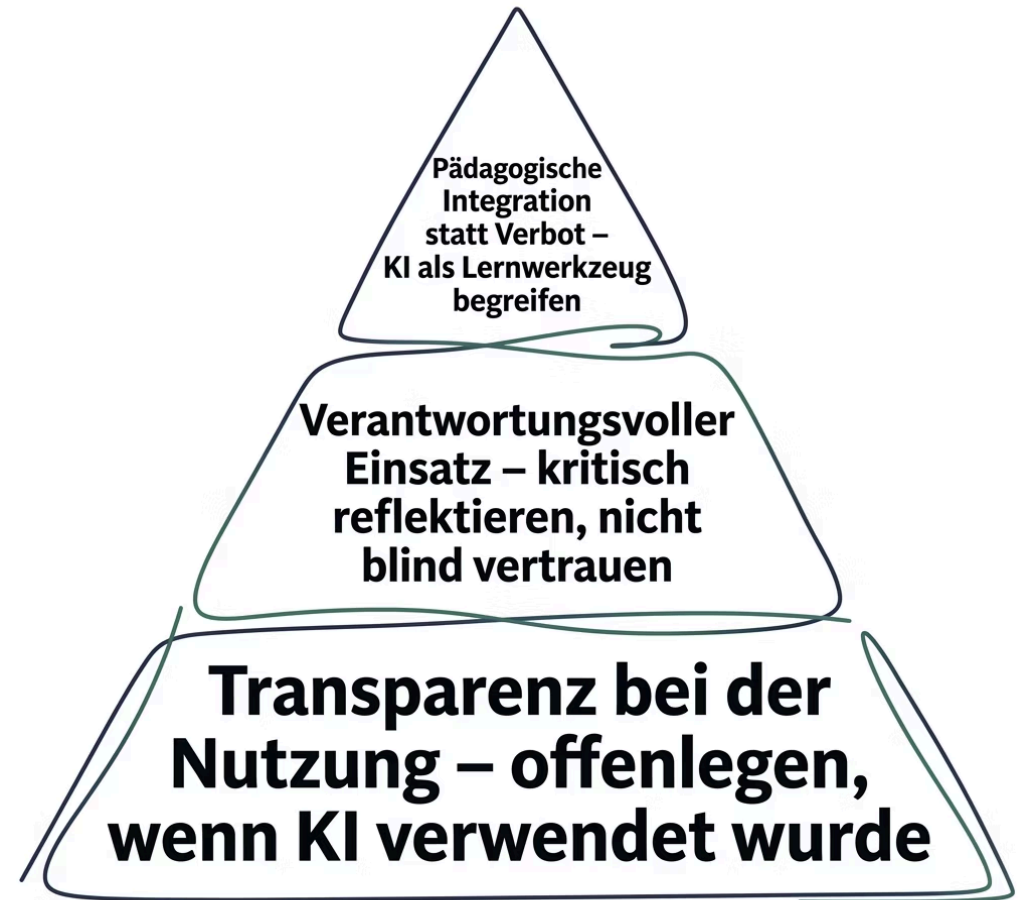 Pädagogische
Integration
statt Verbot –
KI als Lernwerkzeug
begreifen
Verantwortungsvoller
Einsatz – kritisch
reflektieren, nicht
blind vertrauen
Transparenz bei der
Nutzung – offenlegen,
wenn KI verwendet wurde